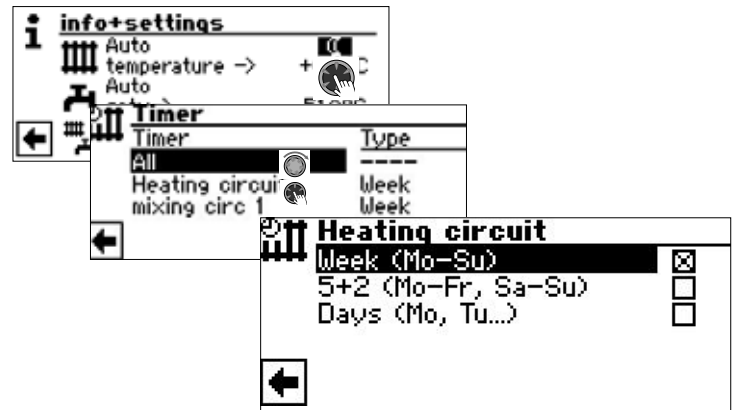 info+settings
Auto
temperature ->
Auto
Timer
Timer Type
All ----
Heating circui Week
mixing circ 1 Week
Heating circuit
Week (Mo-Su)
5+2 (Mo-Fr, Sa-Su)
Days (Mo, Tu...)